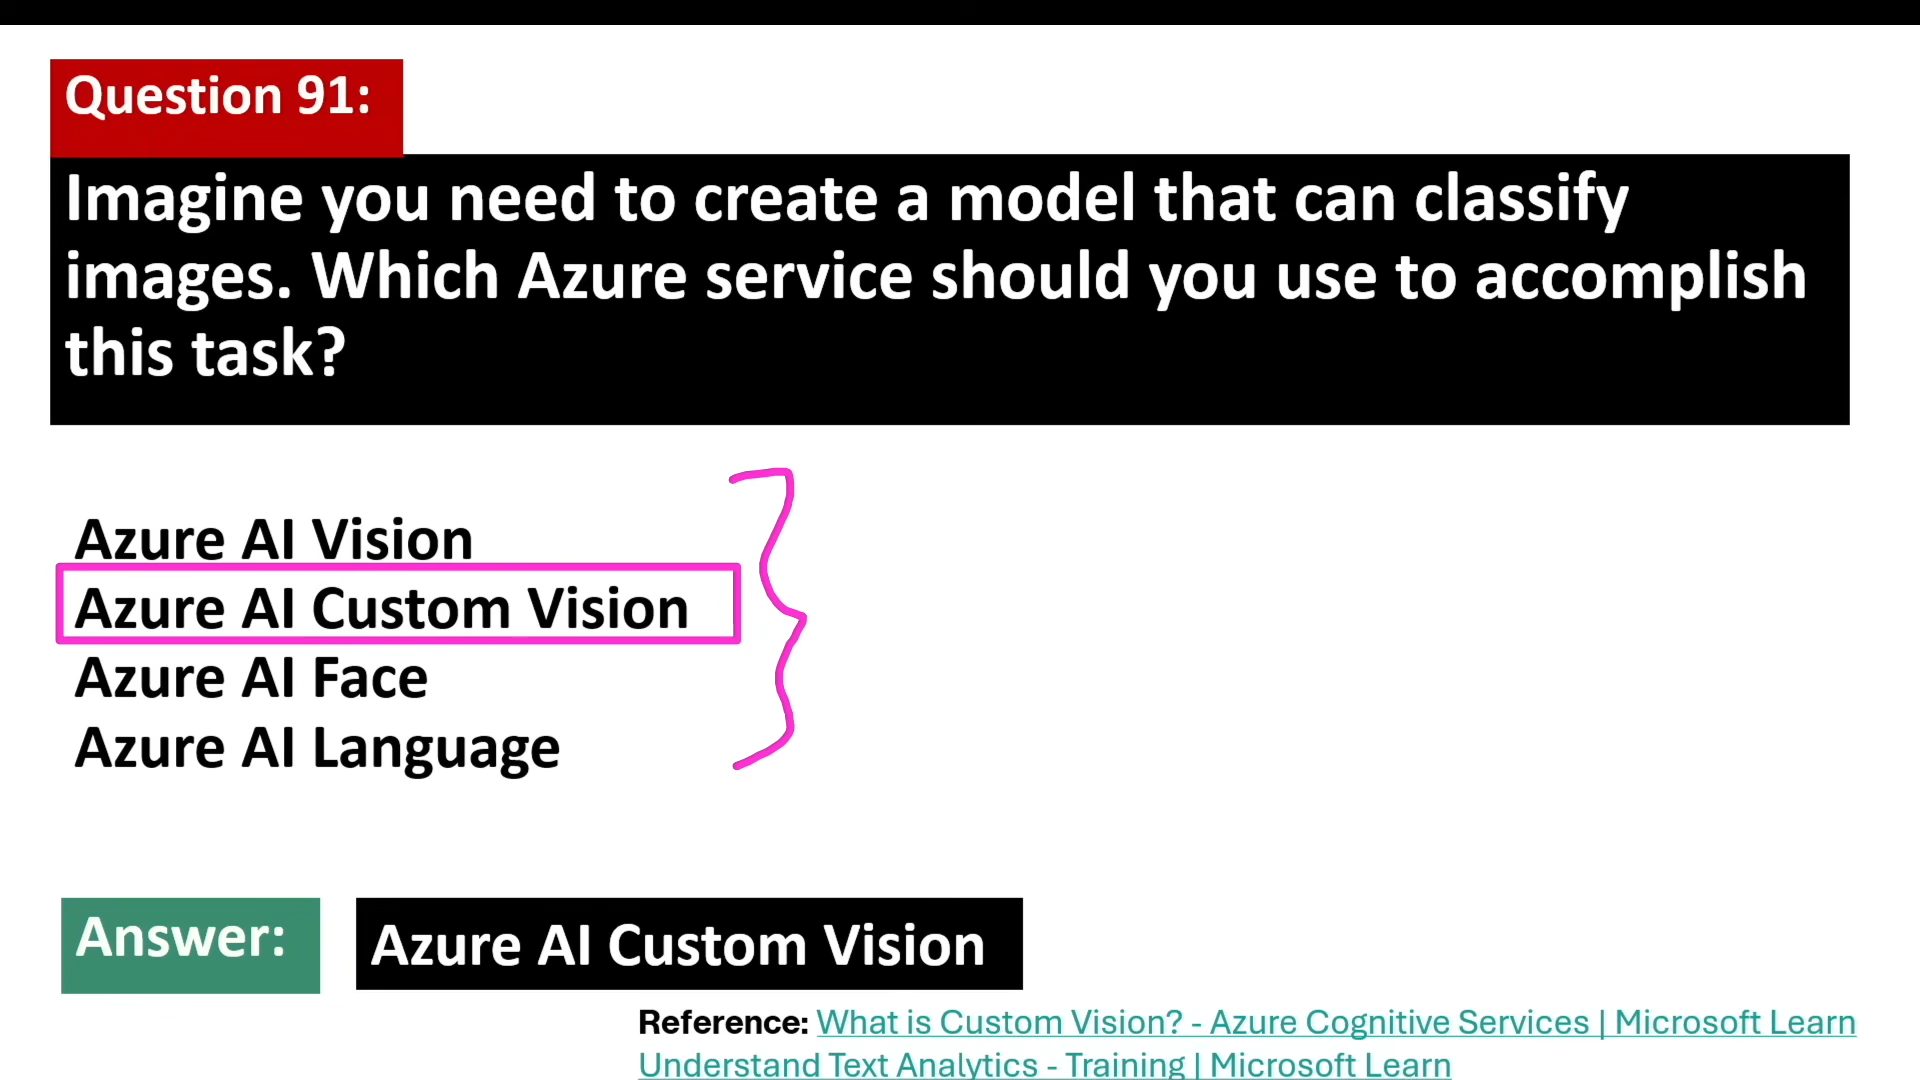 Question 91:
Imagine you need to create a model that can classify
images. Which Azure service should you use to accomplish
this task?
Azure AI Vision
Azure AI Custom Vision
Azure AI Face
Azure AI Language
Answer:
Azure AI Custom Vision
Reference: What is Custom Vision? - Azure Cognitive Services | Microsoft Learn
Understand Text Analytics - Training | Microsoft Learn